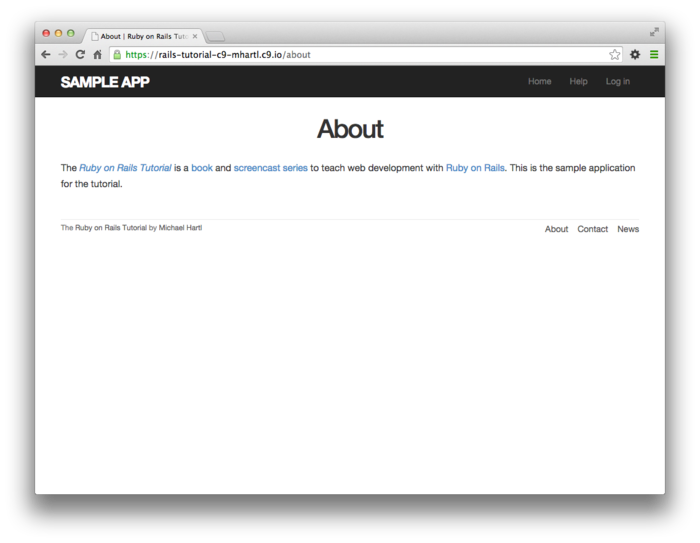 About | Ruby on Rails Tuto
https://rails-tutorial-c9-mhartl.c9.io/about
SAMPLE APP
Home Help Log in
About
The Ruby on Rails Tutorial is a book and screencast series to teach web development with Ruby on Rails. This is the sample application
for the tutorial.
The Ruby on Rails Tutorial by Michael Hartl
About Contact News